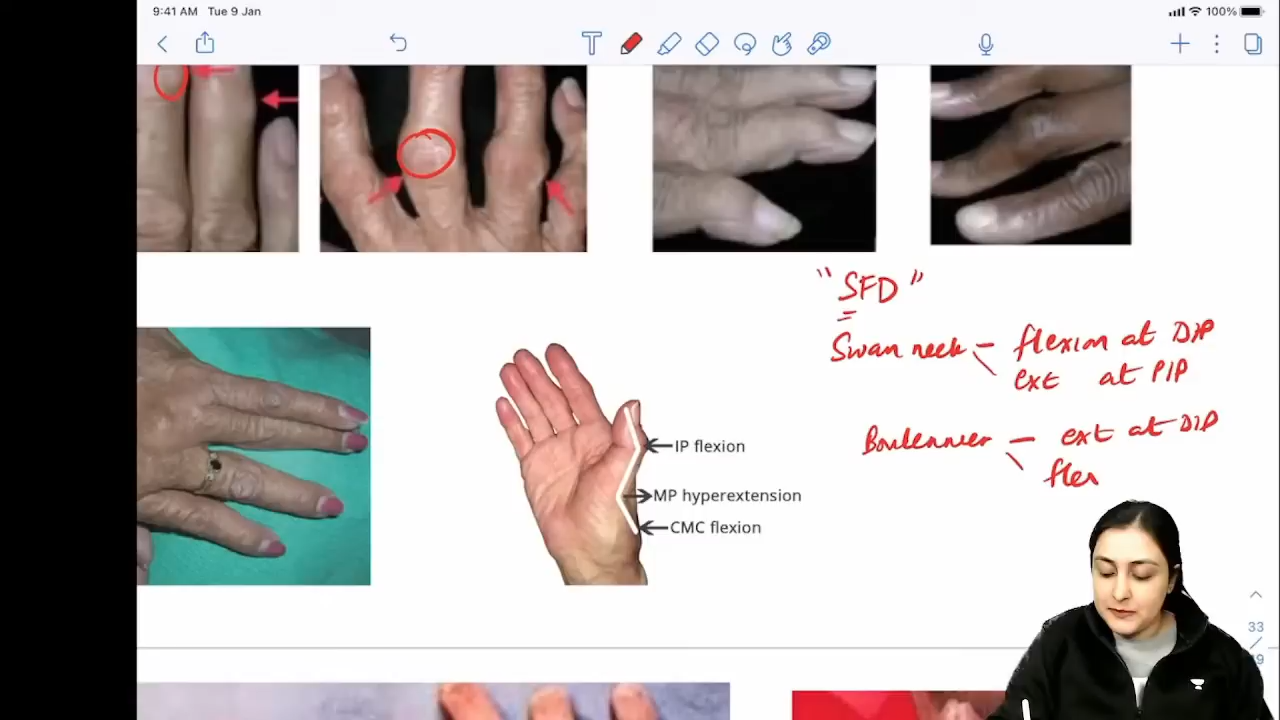 9:41 AM Tue 9 Jan
100%
"SFD"
Swan neck — flexion at DIP
ext at PIP
IP flexion
MP hyperextension
CMC flexion
ext at DIP
flex
33